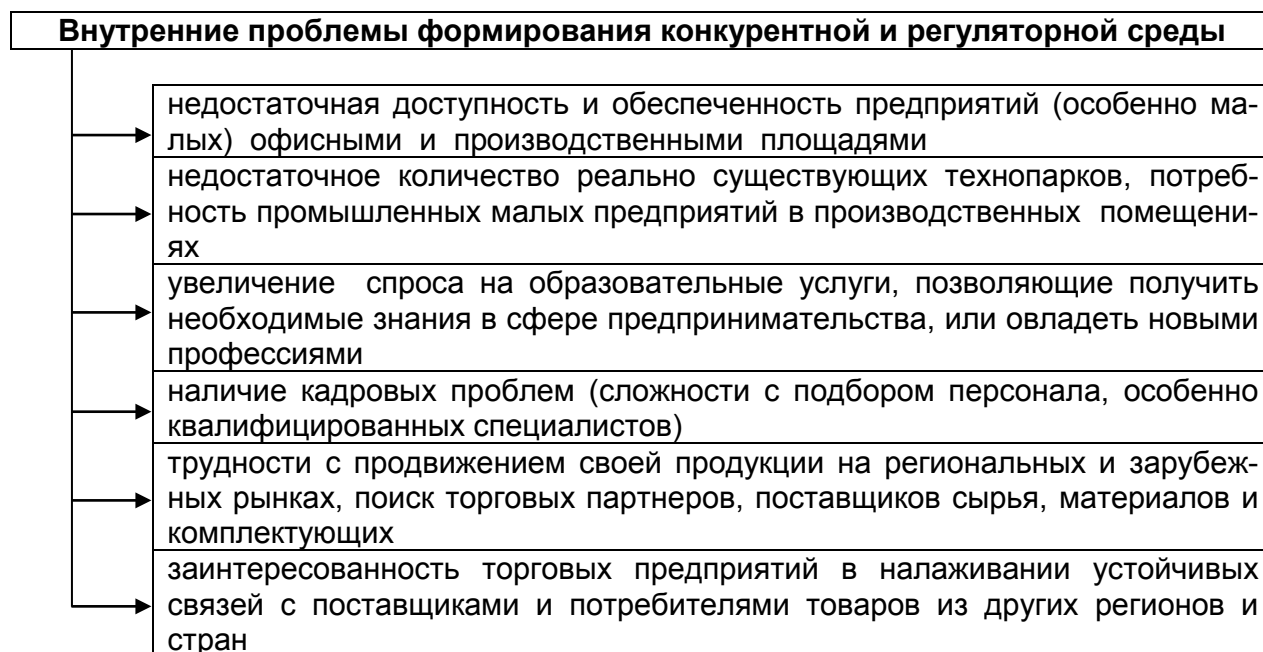 Внутренние проблемы формирования конкурентной и регуляторной среды
недостаточная доступность и обеспеченность предприятий (особенно ма-
лых) офисными и производственными площадями
недостаточное количество реально существующих технопарков, потреб-
ность промышленных малых предприятий в производственных помещени-
ях
увеличение спроса на образовательные услуги, позволяющие получить
необходимые знания в сфере предпринимательства, или овладеть новыми
профессиями
наличие кадровых проблем (сложности с подбором персонала, особенно
квалифицированных специалистов)
трудности с продвижением своей продукции на региональных и зарубеж-
ных рынках, поиск торговых партнеров, поставщиков сырья, материалов и
комплектующих
заинтересованность торговых предприятий в налаживании устойчивых
связей с поставщиками и потребителями товаров из других регионов и
стран